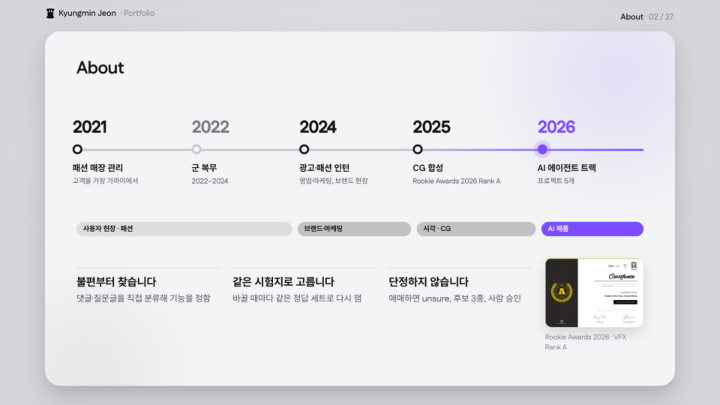 Kyungmin Jeon · Portfolio
About · 02 / 27
About
2021
2022
2024
2025
2026
패션 매장 관리
군 복무
광고·마케팅 인턴
CG 합성
AI 에이전트 트랙
고객을 가장 가까이에서
2022–2024
영업·마케팅, 브랜드 현장
Rookie Awards 2026 Rank A
프로젝트 5개
사용자 현장 · 패션
브랜드·마케팅
시각 · CG
AI 제품
불편부터 찾습니다
같은 시험지로 고릅니다
단정하지 않습니다
댓글·질문글을 직접 분류해 기능을 정함
바꿀 때마다 같은 정답 세트로 다시 잼
애매하면 unsure, 후보 3종, 사람 승인
A
Certificate
Rookie Awards 2026 · VFX
Rank A